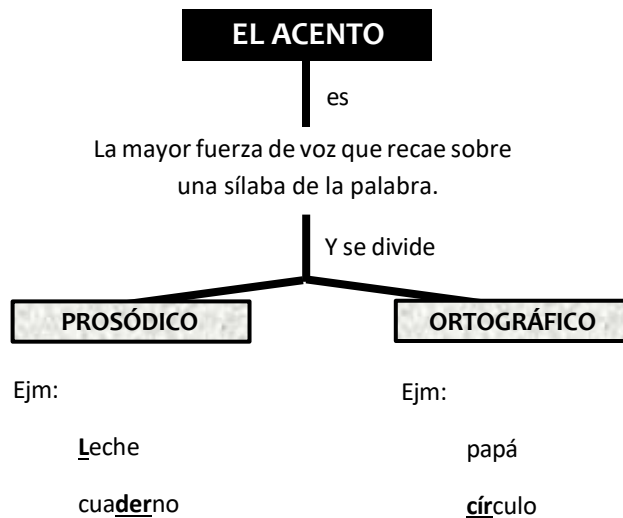 EL ACENTO
es
La mayor fuerza de voz que recae sobre
una sílaba de la palabra.
Y se divide
PROSÓDICO
ORTOGRÁFICO
Ejm:
Ejm:
Leche
papá
cuaderno
círculo